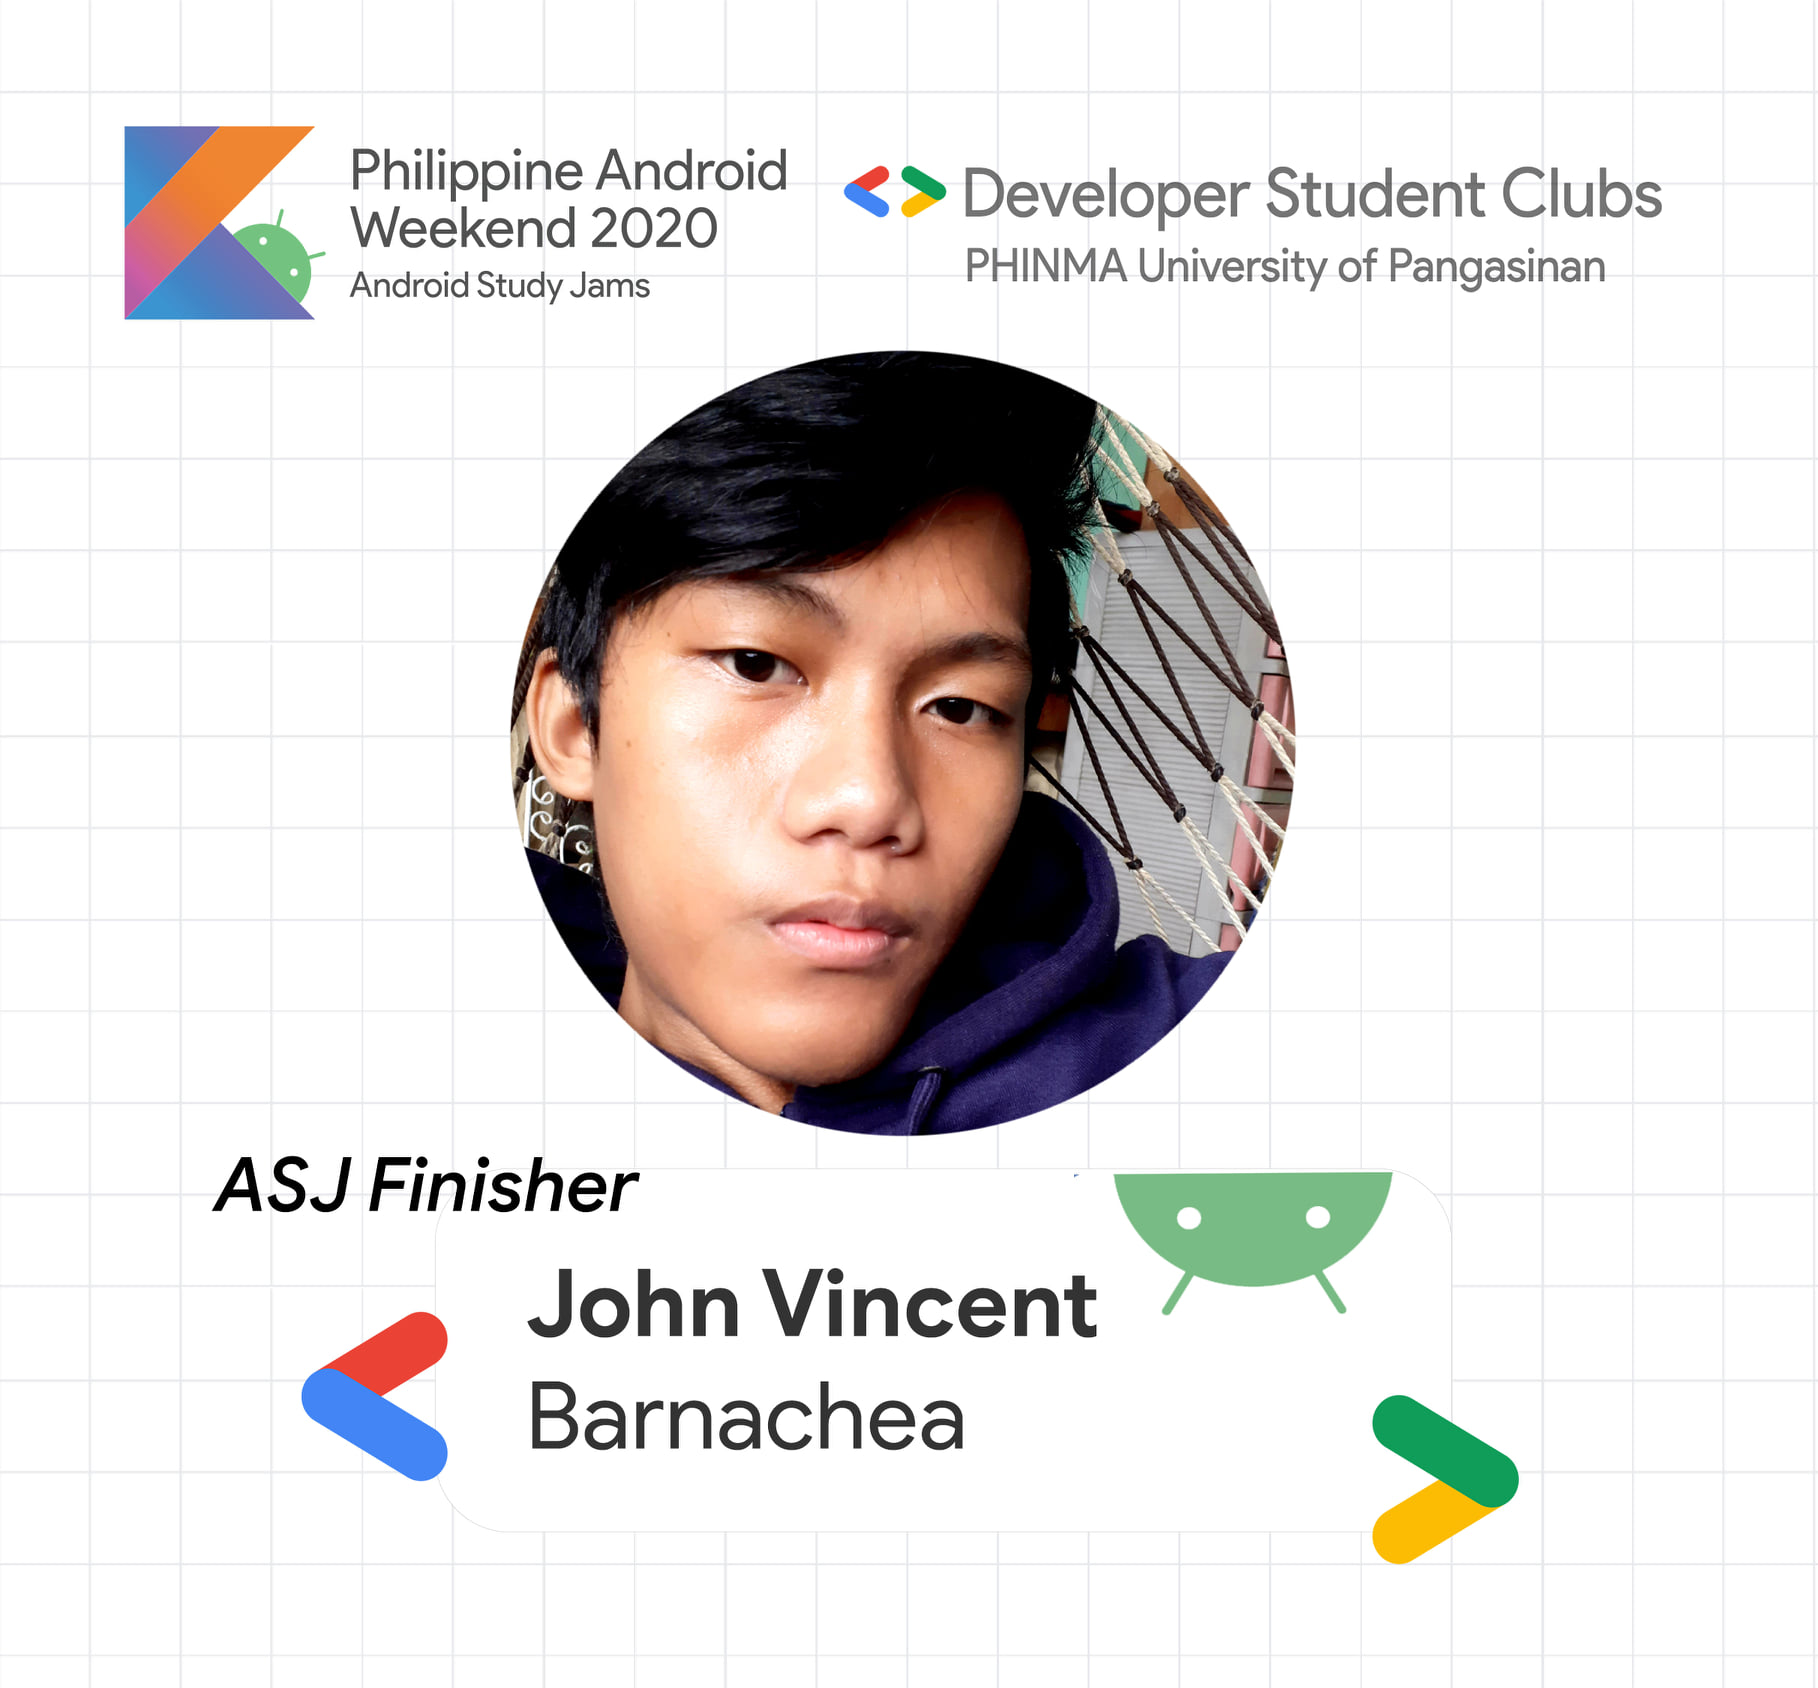 Philippine Android
Weekend 2020
Android Study Jams
Developer Student Clubs
PHINMA University of Pangasinan
ASJ Finisher
John Vincent
Barnachea